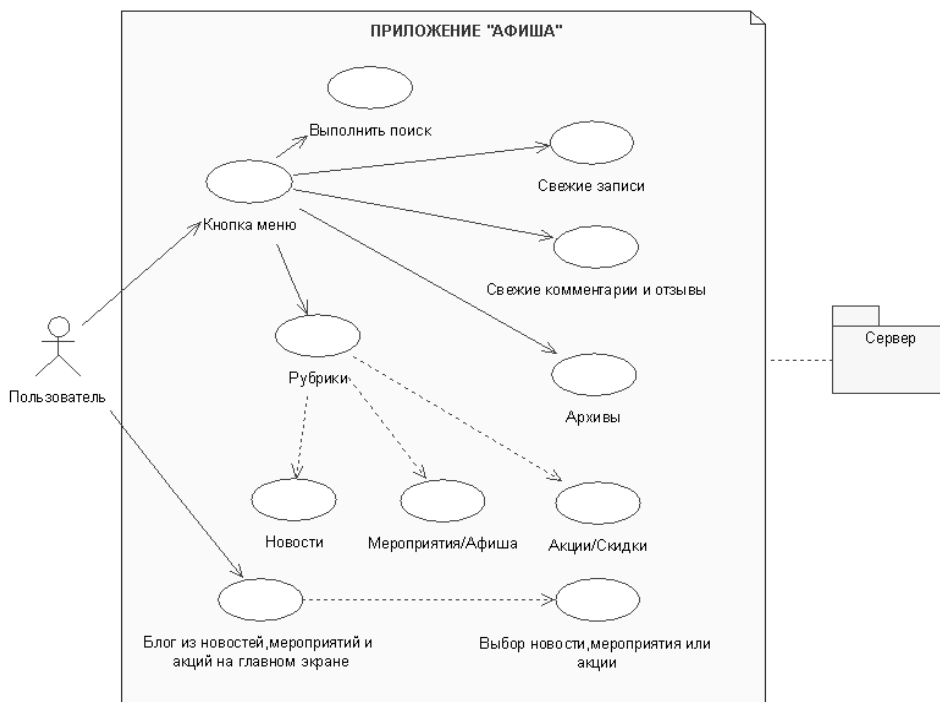 ПРИЛОЖЕНИЕ "АФИША"
Выполнить поиск
Свежие записи
Кнопка меню
Свежие комментарии и отзывы
Сервер
Рубрики
Пользователь
Архивы
Новости
Мероприятия/Афиша
Акции/Скидки
Блог из новостей,мероприятий и
акций на главном экране
Выбор новости,мероприятия или
акции